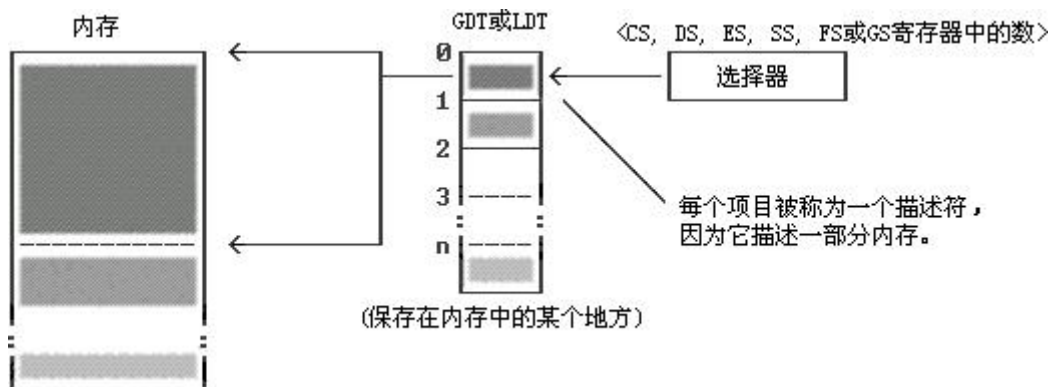 内存
GDT或LDT
<CS, DS, ES, SS, FS或GS寄存器中的数>
选择器
0
1
2
3
n
每个项目被称为一个描述符，
因为它描述一部分内存。
(保存在内存中的某个地方)